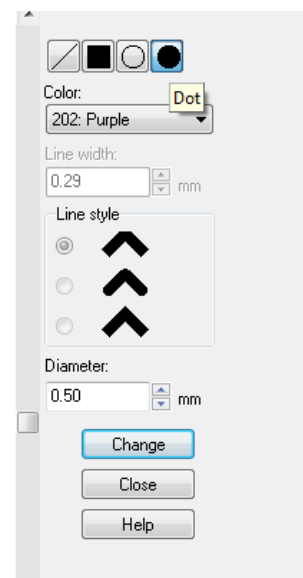 Color:
Dot
202: Purple
Line width:
0.29 mm
Line style
Diameter:
0.50 mm
Change
Close
Help